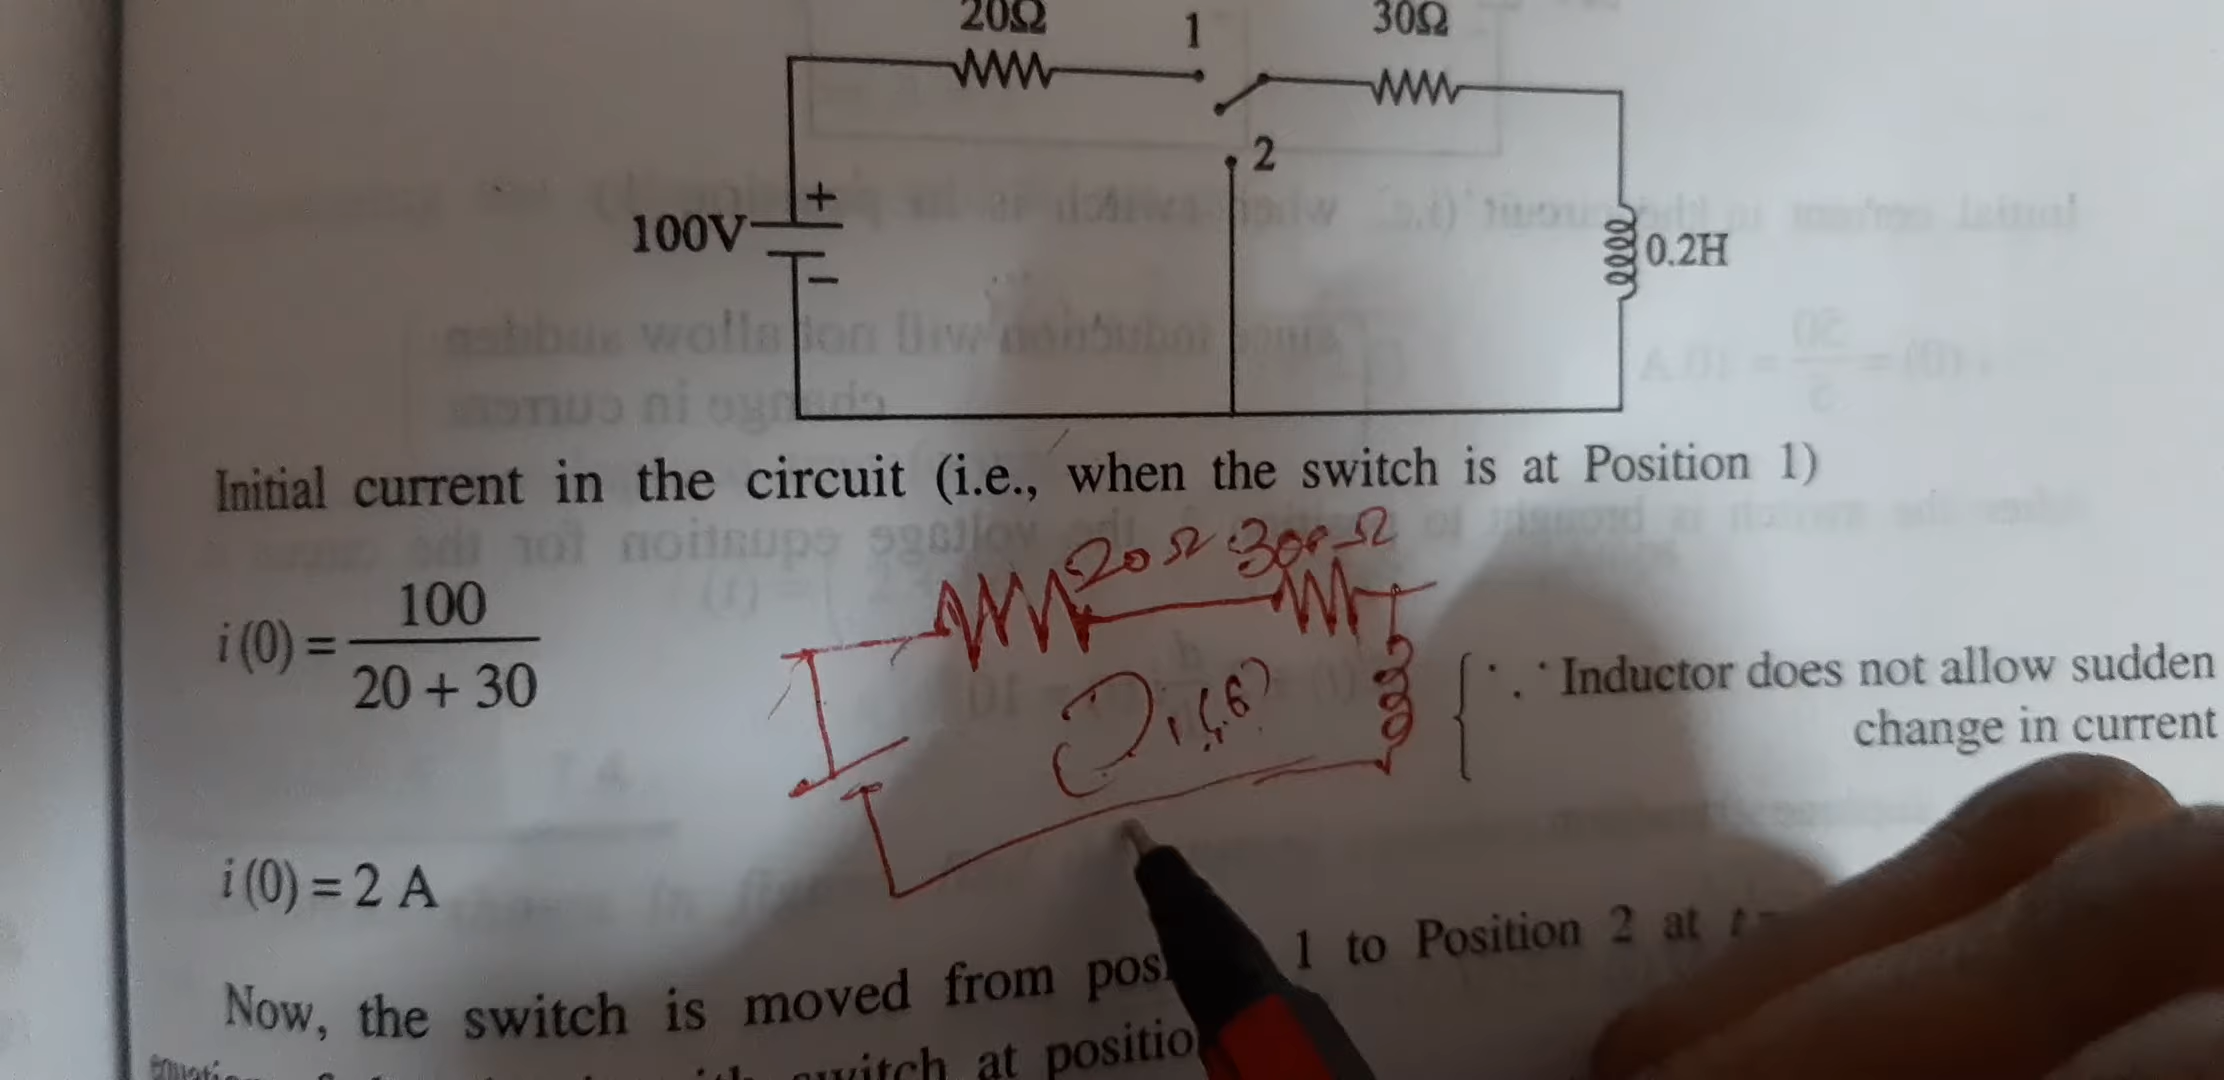 20Ω 1 30Ω
2
+
100V
−
0.2H
Initial current in the circuit (i.e., when the switch is at Position 1)
20Ω 30Ω
i(0) = 100 / 20 + 30
{ ∵ Inductor does not allow sudden
change in current
i(0) = 2 A
Now, the switch is moved from 1 to Position 2 at
switch at